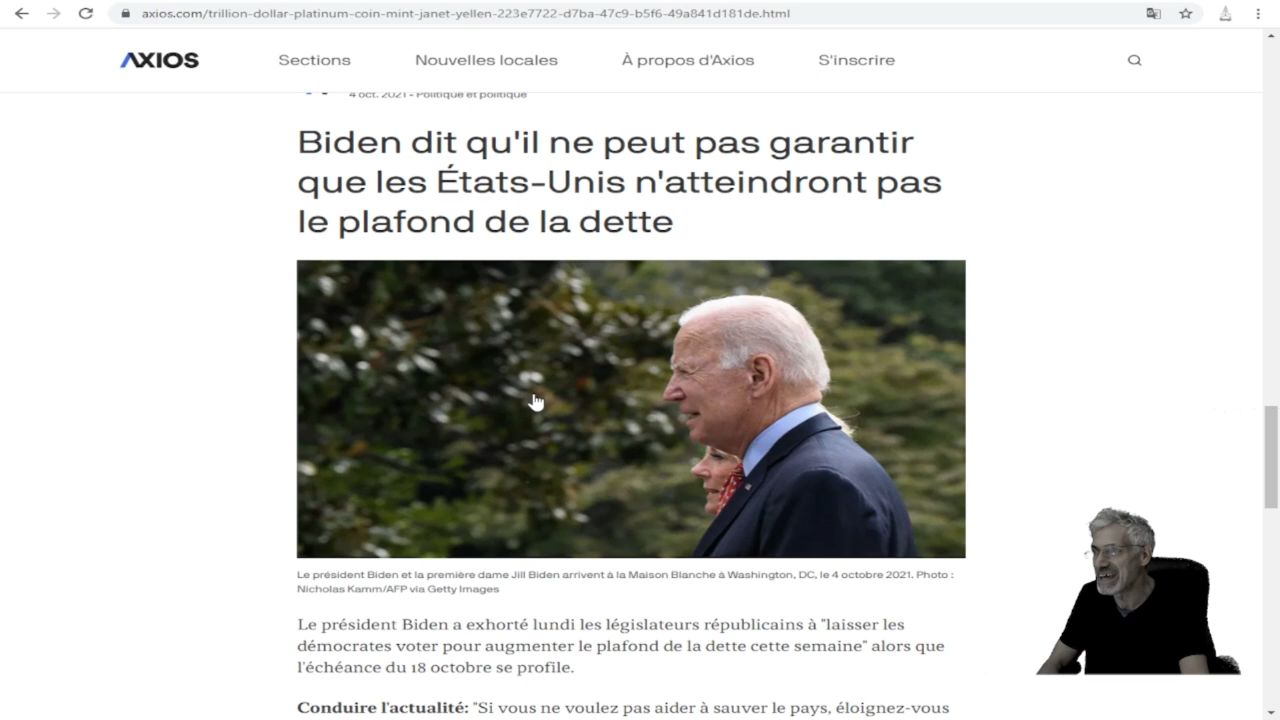 axios.com/trillion-dollar-platinum-coin-mint-janet-yellen-223e7722-d7ba-47c9-b5f6-49a841d181de.html
AXIOS Sections Nouvelles locales À propos d'Axios S'inscrire
4 oct. 2021 - Politique et politique
Biden dit qu'il ne peut pas garantir
que les États-Unis n'atteindront pas
le plafond de la dette
Le président Biden et la première dame Jill Biden arrivent à la Maison Blanche à Washington, DC, le 4 octobre 2021. Photo :
Nicholas Kamm/AFP via Getty Images
Le président Biden a exhorté lundi les législateurs républicains à "laisser les
démocrates voter pour augmenter le plafond de la dette cette semaine" alors que
l'échéance du 18 octobre se profile.
Conduire l'actualité: "Si vous ne voulez pas aider à sauver le pays, éloignez-vous